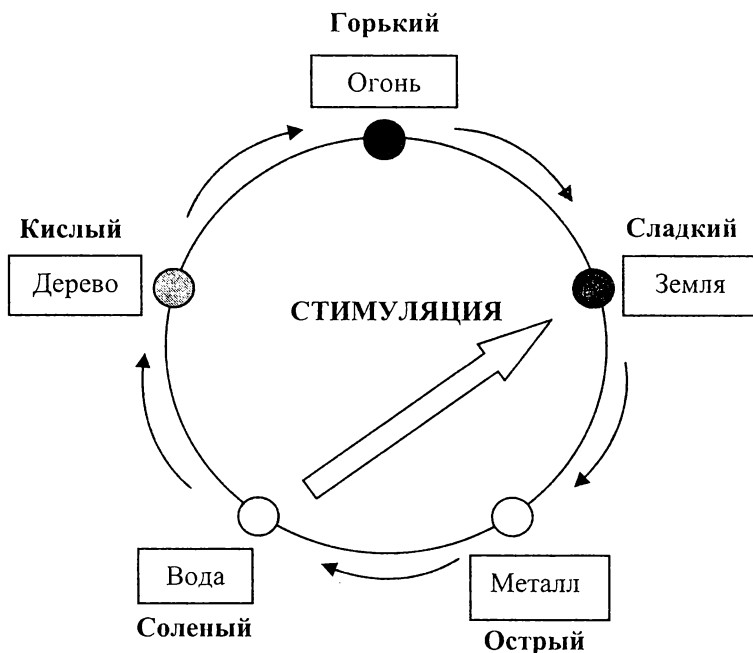 Горький
Огонь
Кислый
Дерево
Сладкий
Земля
СТИМУЛЯЦИЯ
Вода
Соленый
Металл
Острый